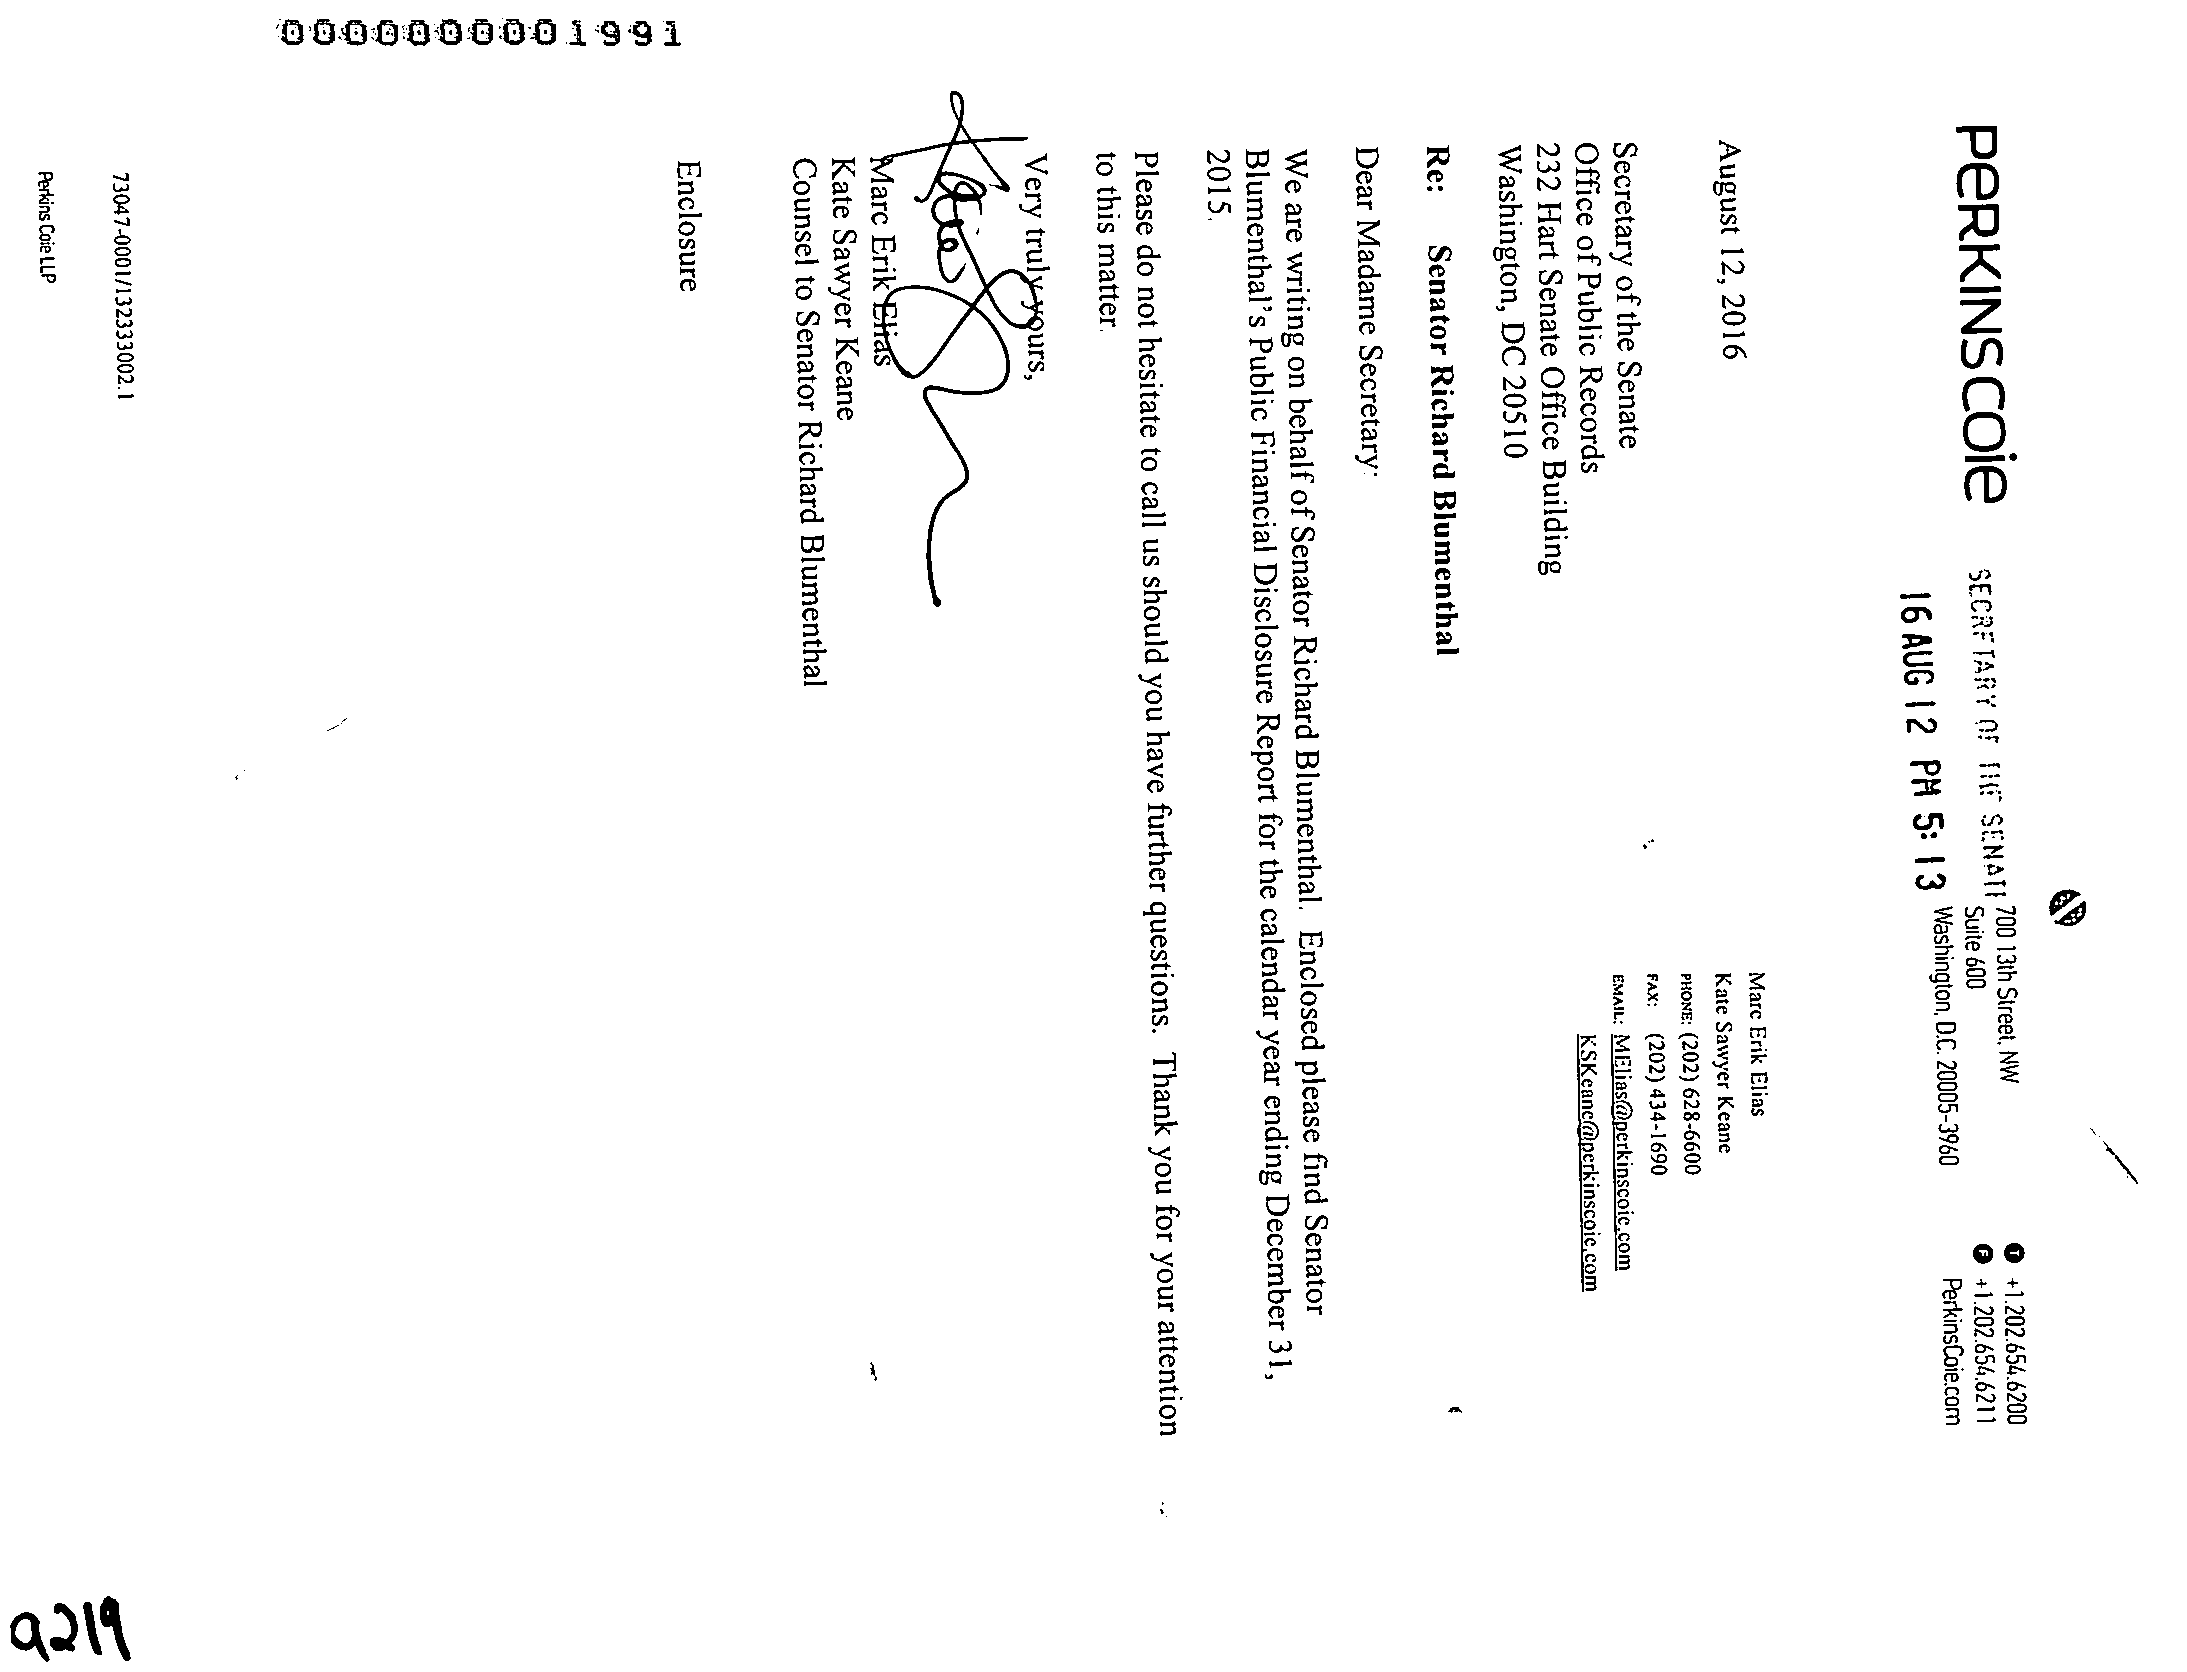 PERKINSCOIE
SECRETARY OF THE SENATE
16 AUG 12 PM 5:13
700 13th Street, NW
Suite 600
Washington, D.C. 20005-3960
T +1.202.654.6200
F +1.202.654.6211
PerkinsCoie.com
August 12, 2016
Marc Erik Elias
Kate Sawyer Keane
PHONE: (202) 628-6600
FAX: (202) 434-1690
EMAIL: MElias@perkinscoie.com
KSKeane@perkinscoie.com
Secretary of the Senate
Office of Public Records
232 Hart Senate Office Building
Washington, DC 20510
Re: Senator Richard Blumenthal
Dear Madame Secretary:
We are writing on behalf of Senator Richard Blumenthal. Enclosed please find Senator
Blumenthal's Public Financial Disclosure Report for the calendar year ending December 31,
2015.
Please do not hesitate to call us should you have further questions. Thank you for your attention
to this matter.
Very truly yours,
Marc Erik Elias
Kate Sawyer Keane
Counsel to Senator Richard Blumenthal
Enclosure
73047-0001/132333002.1
Perkins Coie LLP
0000000001991
9219